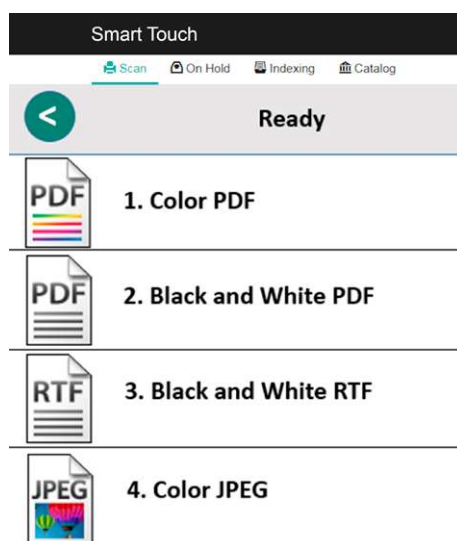 Smart Touch
Scan On Hold Indexing Catalog
< Ready
PDF 1. Color PDF
PDF 2. Black and White PDF
RTF 3. Black and White RTF
JPEG 4. Color JPEG